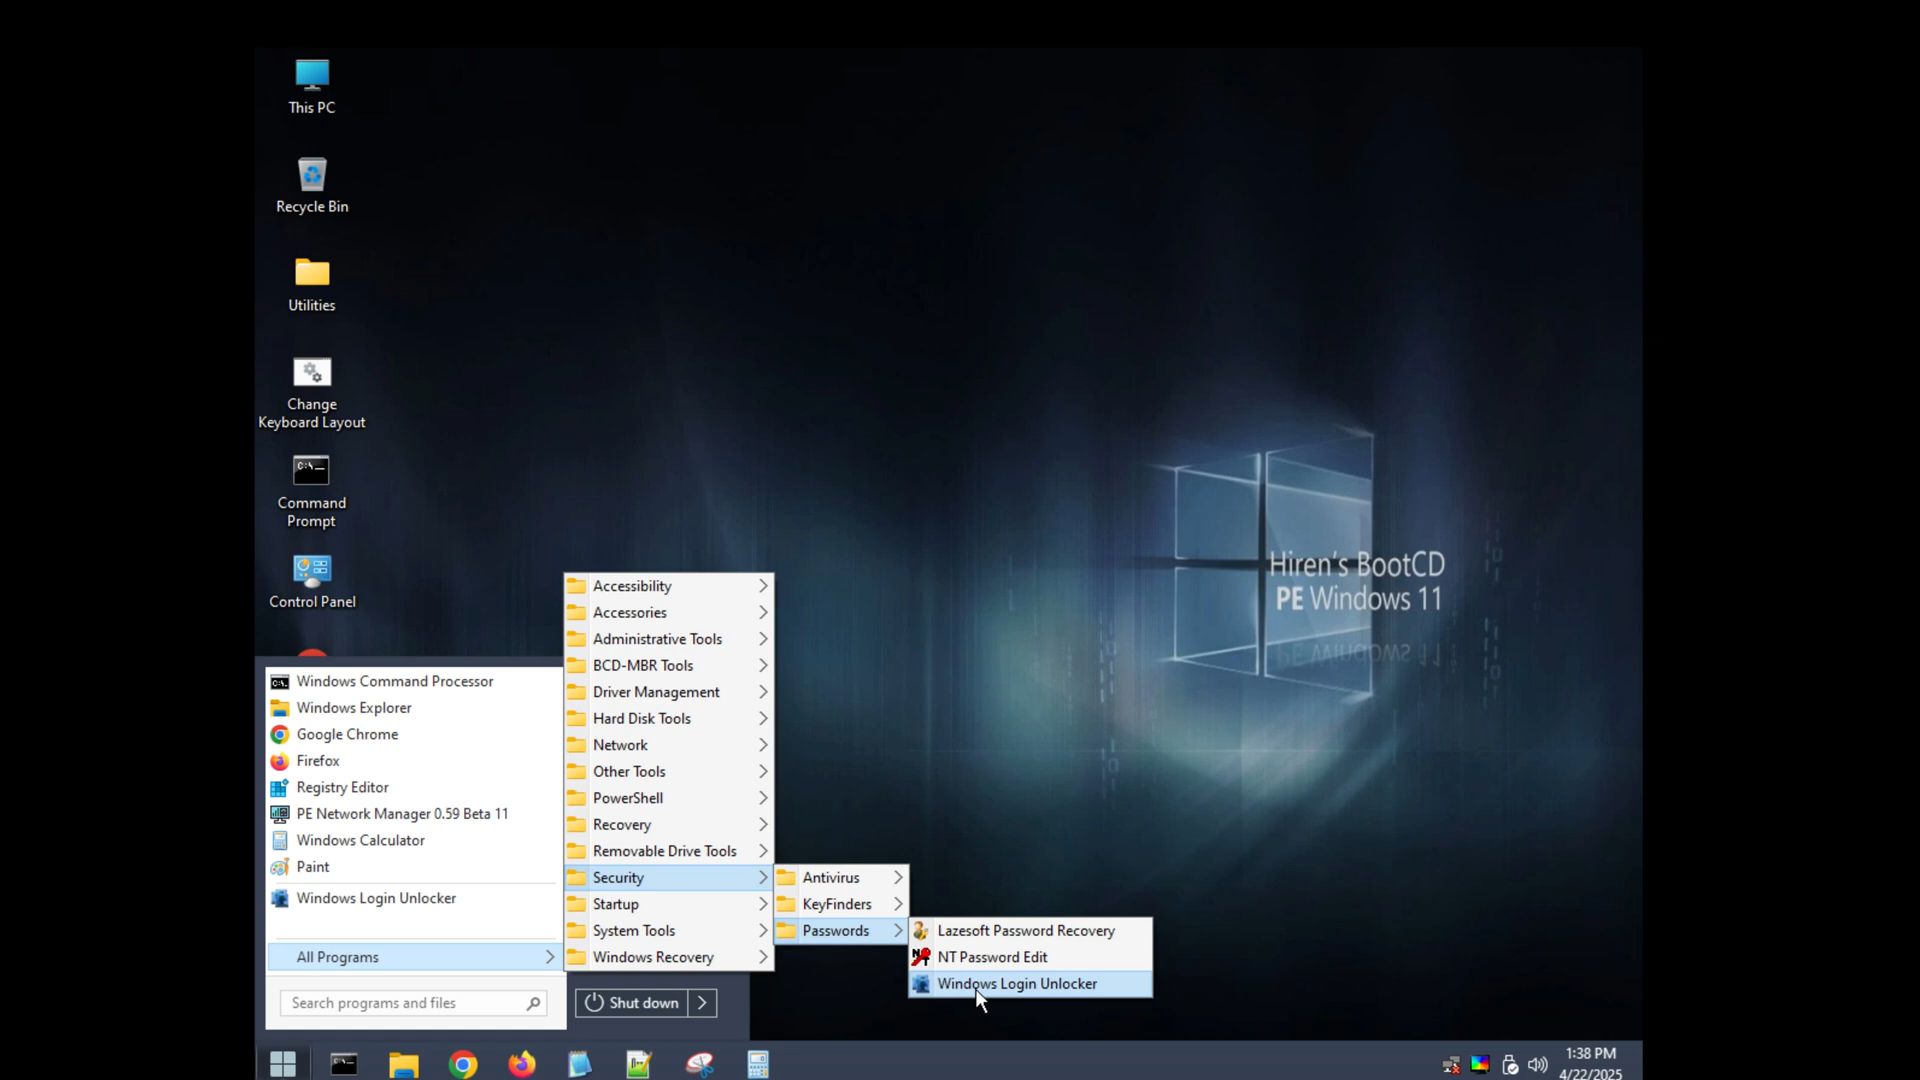 This PC
Recycle Bin
Utilities
Change
Keyboard Layout
C:\
Command
Prompt
Control Panel
Hiren's BootCD
PE Windows 11
PE Windows 11
Windows Command Processor
Windows Explorer
Google Chrome
Firefox
Registry Editor
PE Network Manager 0.59 Beta 11
Windows Calculator
Paint
Windows Login Unlocker
All Programs
Search programs and files
Shut down
Accessibility
Accessories
Administrative Tools
BCD-MBR Tools
Driver Management
Hard Disk Tools
Network
Other Tools
PowerShell
Recovery
Removable Drive Tools
Security
Startup
System Tools
Windows Recovery
Antivirus
KeyFinders
Passwords
Lazesoft Password Recovery
NT Password Edit
Windows Login Unlocker
1:38 PM
4/22/2025